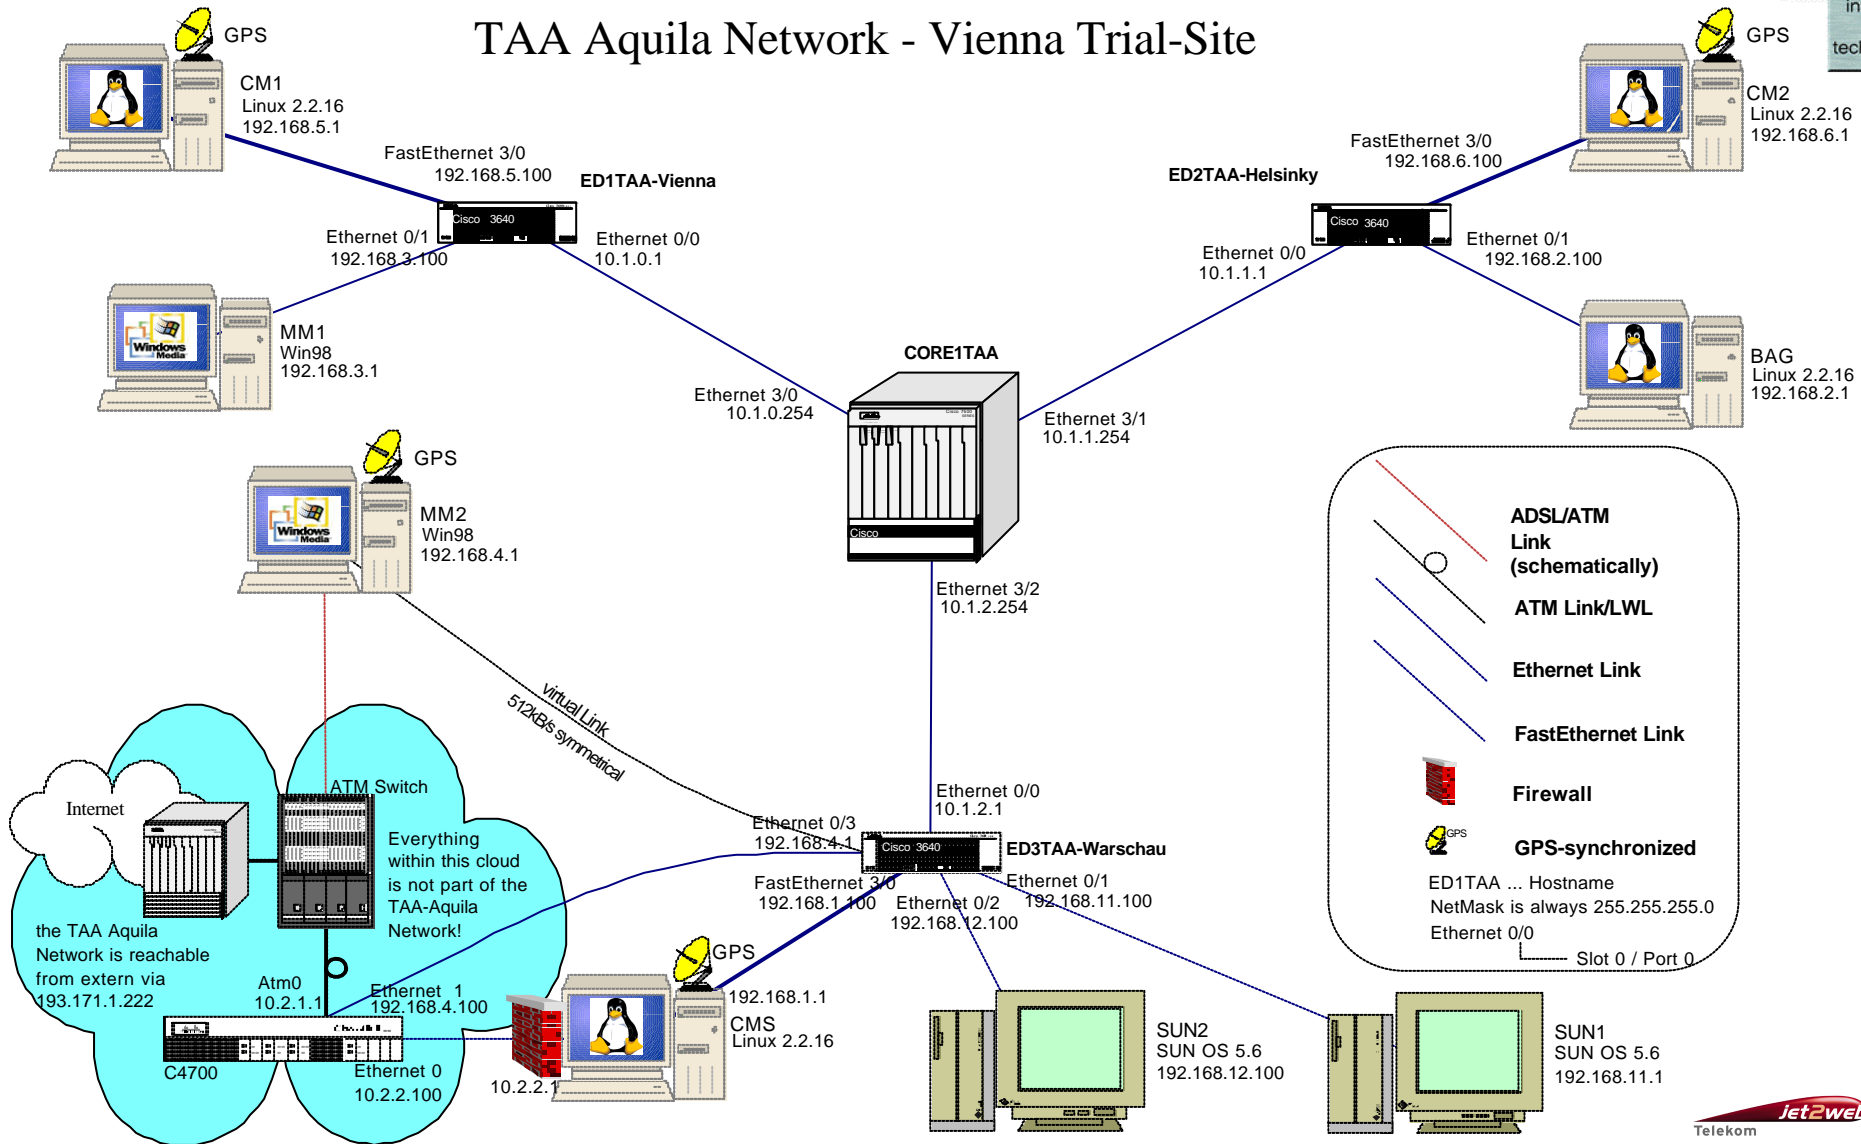 TAA Aquila Network - Vienna Trial-Site
in
tech
GPS
CM1
Linux 2.2.16
192.168.5.1
GPS
CM2
Linux 2.2.16
192.168.6.1
FastEthernet 3/0
192.168.5.100
ED1TAA-Vienna
Cisco 3640
Ethernet 0/1
192.168.3.100
Ethernet 0/0
10.1.0.1
FastEthernet 3/0
192.168.6.100
ED2TAA-Helsinky
Cisco 3640
Ethernet 0/0
10.1.1.1
Ethernet 0/1
192.168.2.100
Windows
Media
MM1
Win98
192.168.3.1
BAG
Linux 2.2.16
192.168.2.1
CORE1TAA
Ethernet 3/0
10.1.0.254
Ethernet 3/1
10.1.1.254
Cisco
Ethernet 3/2
10.1.2.254
GPS
Windows
Media
MM2
Win98
192.168.4.1
virtual Link
512kB/s symmetrical
ADSL/ATM
Link
(schematically)
ATM Link/LWL
Ethernet Link
FastEthernet Link
Firewall
GPS
GPS-synchronized
ED1TAA ... Hostname
NetMask is always 255.255.255.0
Ethernet 0/0
Slot 0 / Port 0
Internet
ATM Switch
Everything
within this cloud
is not part of the
TAA-Aquila
Network!
the TAA Aquila
Network is reachable
from extern via
193.171.1.222
Atm0
10.2.1.1
Ethernet 1
192.168.4.100
C4700
Ethernet 0
10.2.2.100
Ethernet 0/0
10.1.2.1
Ethernet 0/3
192.168.4.1
Cisco 3640
ED3TAA-Warschau
FastEthernet 3/0
192.168.1.100
Ethernet 0/2
192.168.12.100
Ethernet 0/1
192.168.11.100
GPS
192.168.1.1
CMS
Linux 2.2.16
10.2.2.1
SUN2
SUN OS 5.6
192.168.12.100
SUN1
SUN OS 5.6
192.168.11.1
jet2web
Telekom